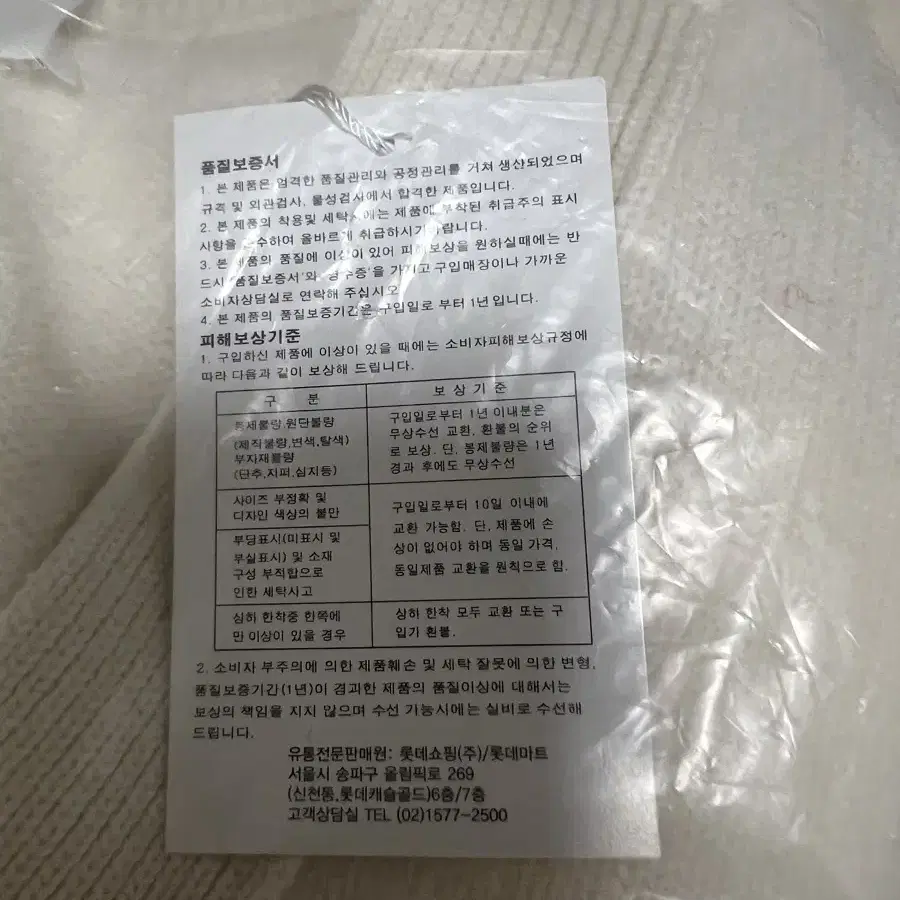 품질보증서
1. 본 제품은 엄격한 품질관리와 공정관리를 거쳐 생산되었으며
규격 및 외관검사, 물성검사에서 합격한 제품입니다.
2. 본 제품의 착용및 세탁시에는 제품에 부착된 취급주의 표시
시항을 준수하여 올바르게 취급하시기바랍니다.
3. 본 제품의 품질에 이상이 있어 피해보상을 원하실때에는 반
드시 '품질보증서'와, '영수증'을 가지고 구입매장이나 가까운
소비자상담실로 연락해 주십시오
4. 본 제품의 품질보증기간은 구입일로 부터 1년입니다.
피해보상기준
1. 구입하신 제품에 이상이 있을 때에는 소비자피해보상규정에
따라 다음과 같이 보상해 드립니다.
구 분
보 상 기 준
봉제불량,원단불량
(제직불량,변색,탈색)
부자재불량
(단추,지퍼,심지등)
구입일로부터 1년 이내분은
무상수선 교환, 환불의 순위
로 보상. 단, 봉제불량은 1년
경과 후에도 무상수선
사이즈 부정확 및
디자인 색상의 불만
부당표시(미표시 및
부실표시) 및 소재
구성 부적합으로
인한 세탁사고
구입일로부터 10일 이내에
교환 가능함. 단, 제품에 손
상이 없어야 하며 동일 가격,
동일제품 교환을 원칙으로 함.
상하 한착중 한쪽에
만 이상이 있을 경우
상하 한착 모두 교환 또는 구
입가 환불.
2. 소비자 부주의에 의한 제품훼손 및 세탁 잘못에 의한 변형,
품질보증기간(1년)이 경과한 제품의 품질이상에 대해서는
보상의 책임을 지지 않으며 수선 가능시에는 실비로 수선해
드립니다.
유통전문판매원: 롯데쇼핑(주)/롯데마트
서울시 송파구 올림픽로 269
(신천동,롯데캐슬골드)6층/7층
고객상담실 TEL (02)1577-2500